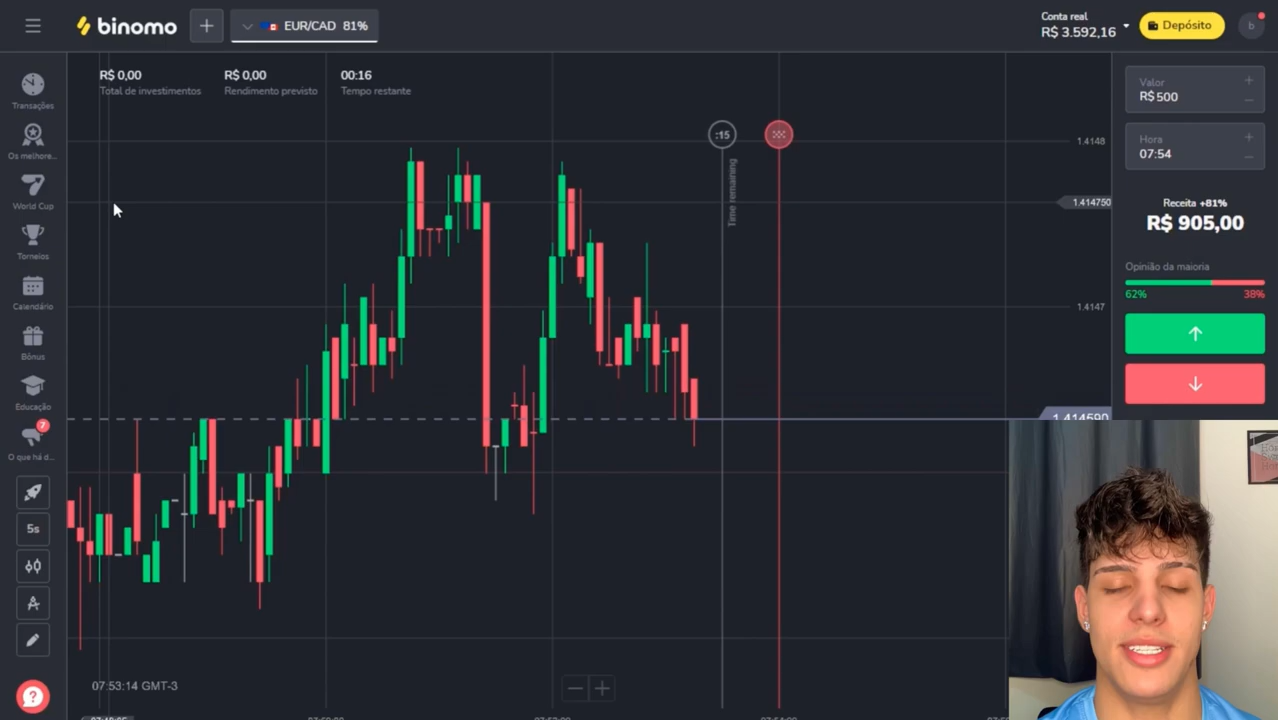 binomo
+
EUR/CAD 81%
Conta real
R$ 3.592,16
Depósito
b
R$ 0,00
Total de investimentos
R$ 0,00
Rendimento previsto
00:16
Tempo restante
Transações
Os melhore...
World Cup
Torneios
Calendário
Bônus
Educação
7
O que há d...
5s
?
:15
Time remaining
1.4148
1.414750
1.4147
1.414590
Valor
R$500
+
−
Hora
07:54
+
−
Receita +81%
R$ 905,00
Opinião da maioria
62%
38%
07:53:14 GMT-3
− +